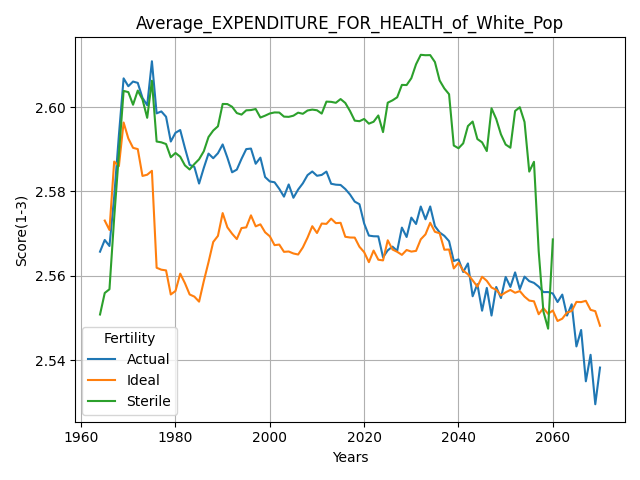 Average_EXPENDITURE_FOR_HEALTH_of_White_Pop
Score(1-3)
2.60
2.58
2.56
2.54
Fertility
Actual
Ideal
Sterile
1960
1980
2000
2020
2040
2060
Years